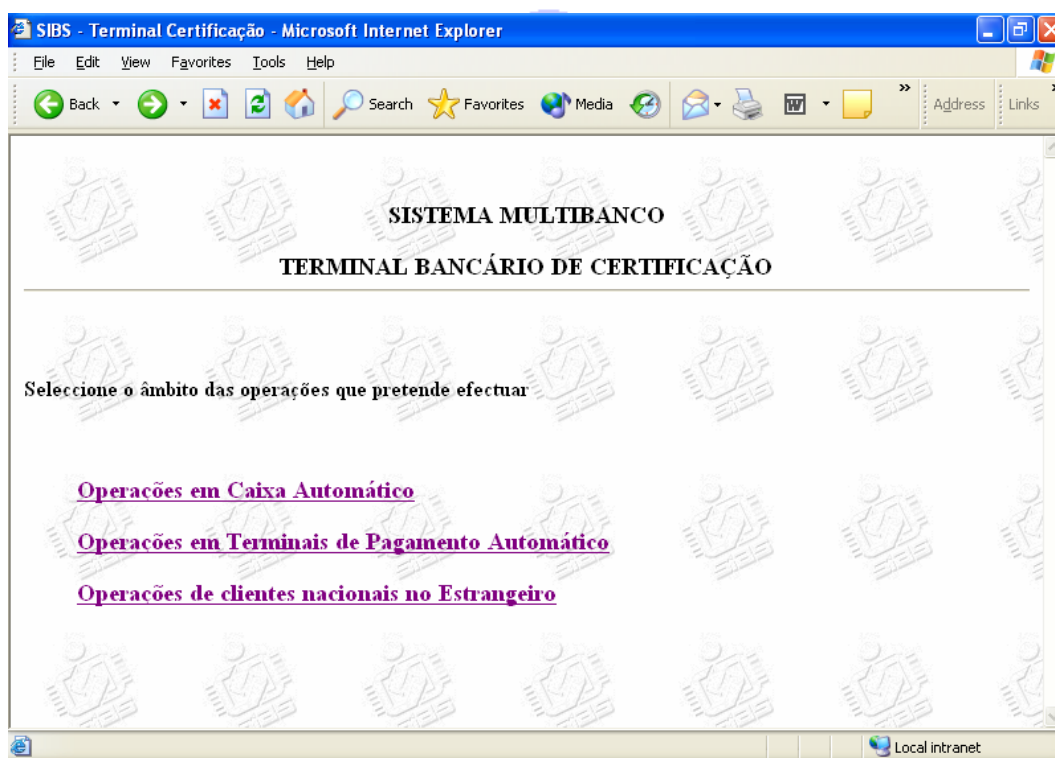 SIBS - Terminal Certificação - Microsoft Internet Explorer
File Edit View Favorites Tools Help
Back Search Favorites Media Address Links
SISTEMA MULTIBANCO
TERMINAL BANCÁRIO DE CERTIFICAÇÃO
Seleccione o âmbito das operações que pretende efectuar
Operações em Caixa Automático
Operações em Terminais de Pagamento Automático
Operações de clientes nacionais no Estrangeiro
Local intranet